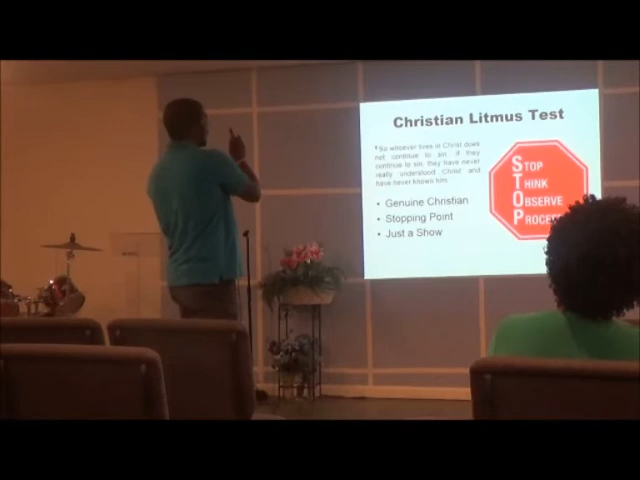 Christian Litmus Test
So whoever lives in Christ does
not continue to sin, if they
continue to sin, they have never
really understood Christ and
have never known him.
• Genuine Christian
• Stopping Point
• Just a Show
STOP
THINK
OBSERVE
PROCE